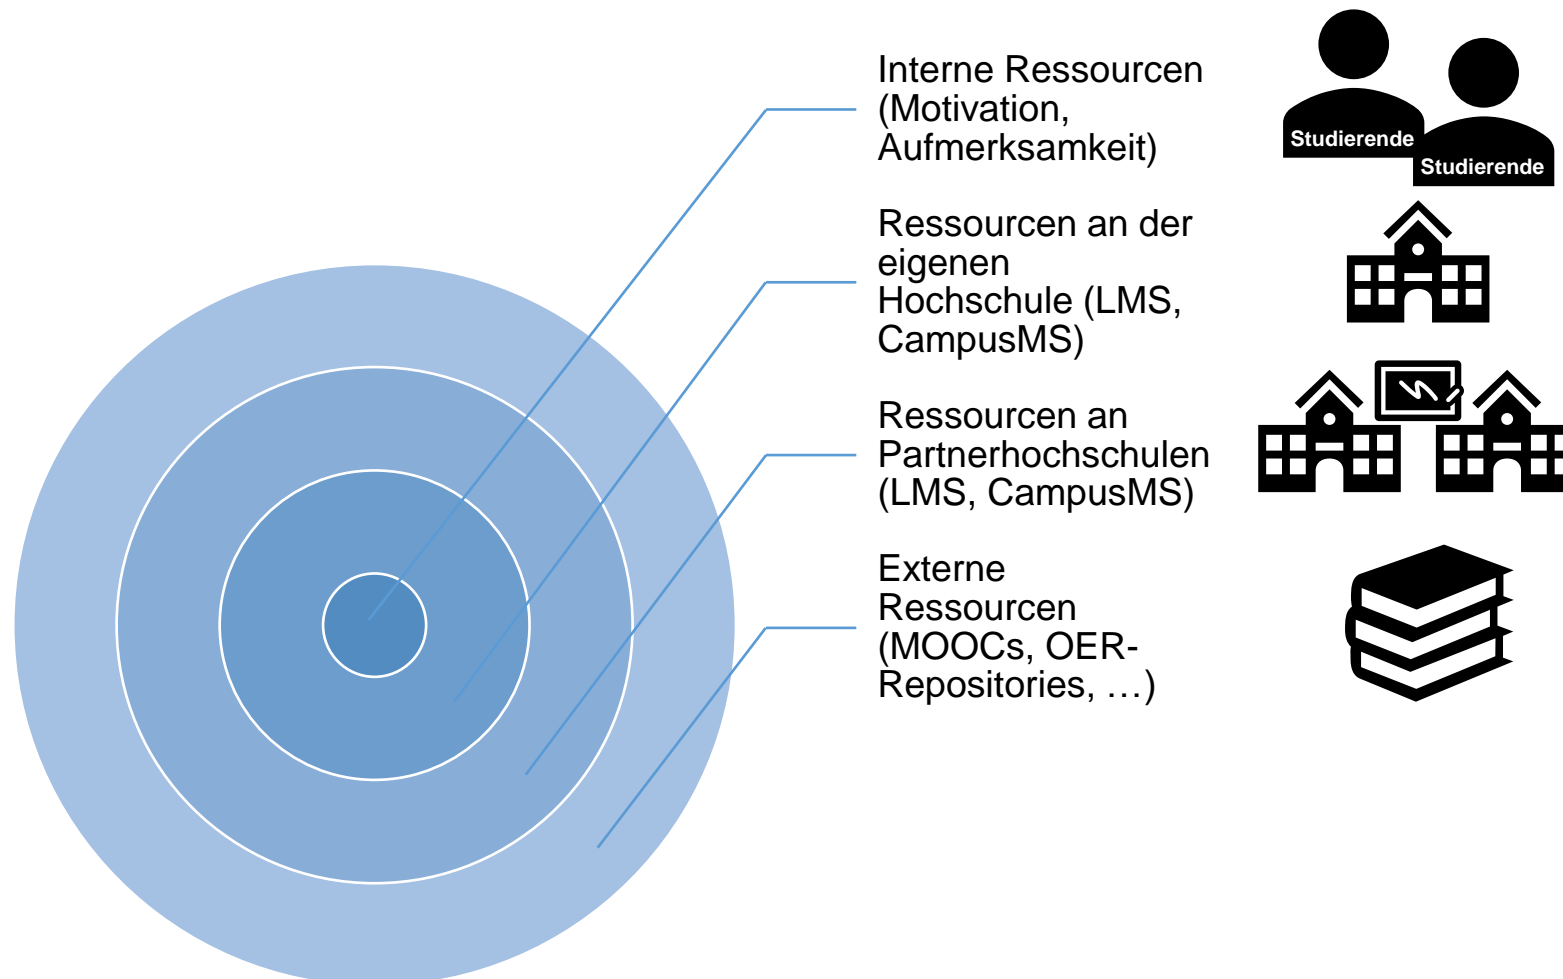 Interne Ressourcen
(Motivation,
Aufmerksamkeit)
Studierende
Studierende
Ressourcen an der
eigenen
Hochschule (LMS,
CampusMS)
Ressourcen an
Partnerhochschulen
(LMS, CampusMS)
Externe
Ressourcen
(MOOCs, OER-
Repositories, …)